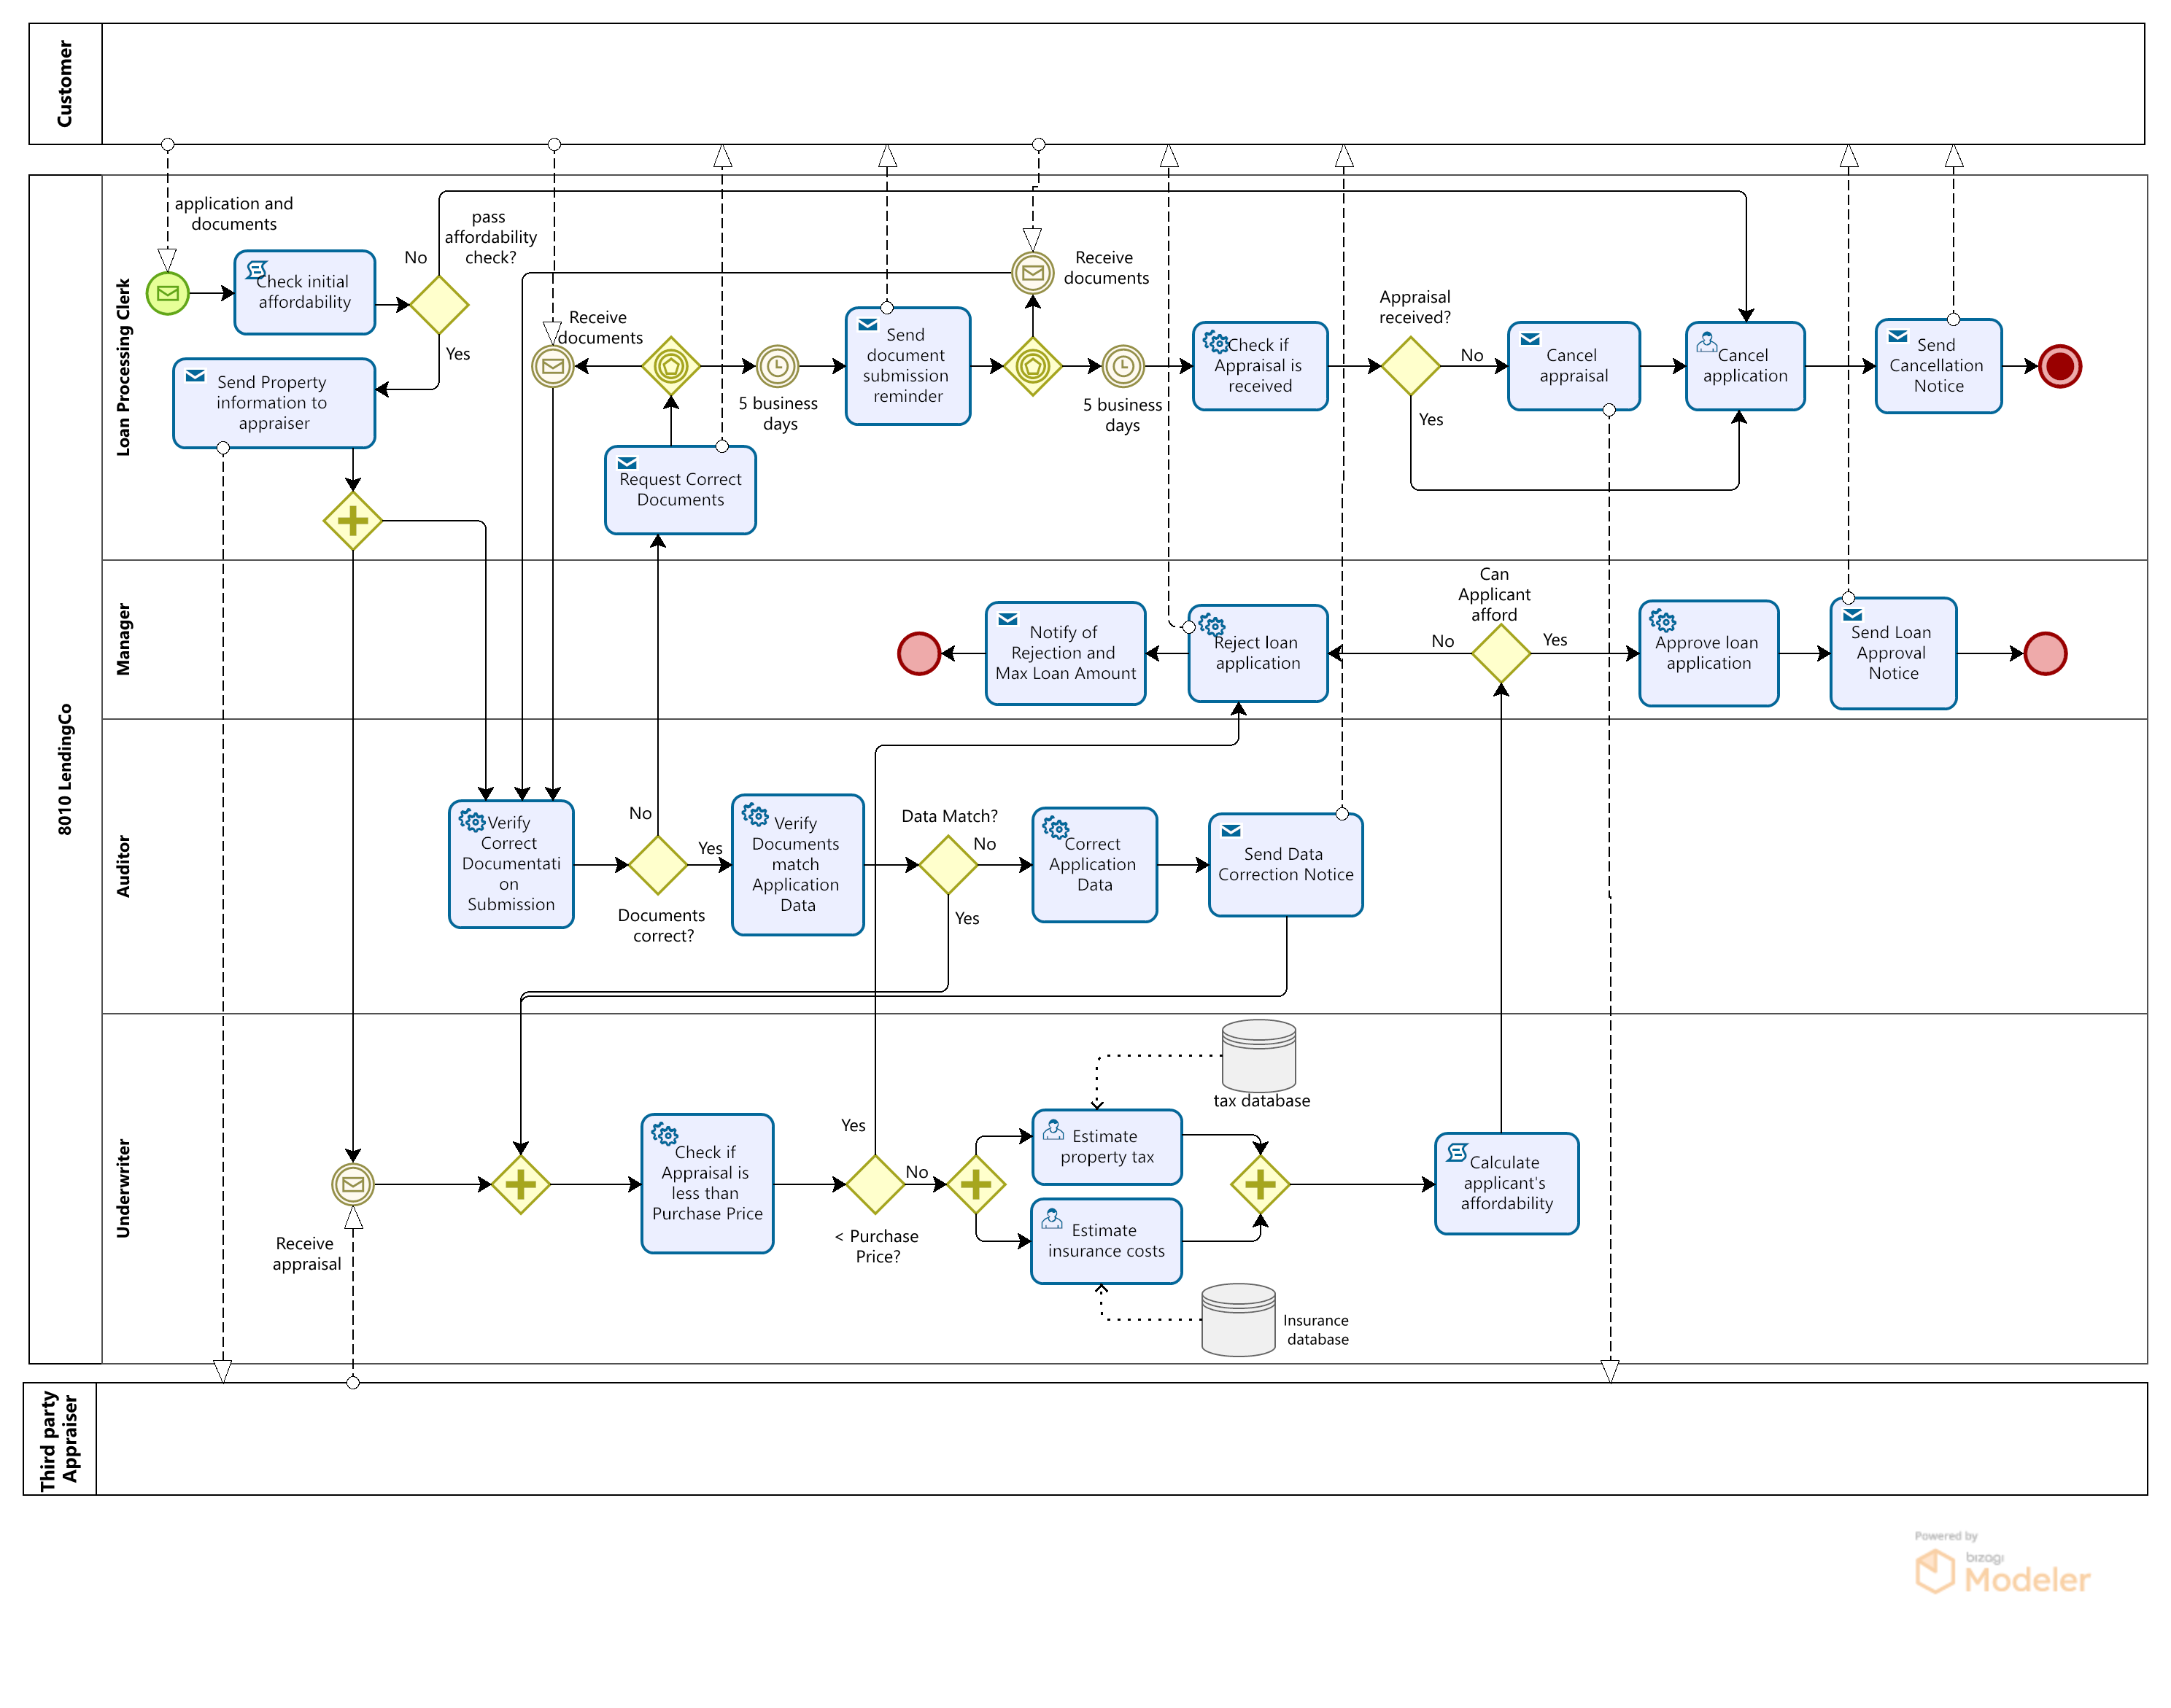 Customer
8010 LendingCo
Loan Processing Clerk
application and
documents
Check initial
affordability
No
pass
affordability
check?
Yes
Send Property
information to
appraiser
Receive
documents
5 business
days
Request Correct
Documents
Send
document
submission
reminder
Receive
documents
5 business
days
Check if
Appraisal is
received
Appraisal
received?
No
Yes
Cancel
appraisal
Cancel
application
Send
Cancellation
Notice
Manager
Notify of
Rejection and
Max Loan Amount
Reject loan
application
Can
Applicant
afford
No
Yes
Approve loan
application
Send Loan
Approval
Notice
Auditor
Verify
Correct
Documentati
on
Submission
No
Yes
Documents
correct?
Verify
Documents
match
Application
Data
Data Match?
No
Yes
Correct
Application
Data
Send Data
Correction Notice
Underwriter
Receive
appraisal
Check if
Appraisal is
less than
Purchase Price
Yes
No
< Purchase
Price?
Estimate
property tax
Estimate
insurance costs
tax database
Insurance
database
Calculate
applicant's
affordability
Third party
Appraiser
Powered by
bizagi
Modeler